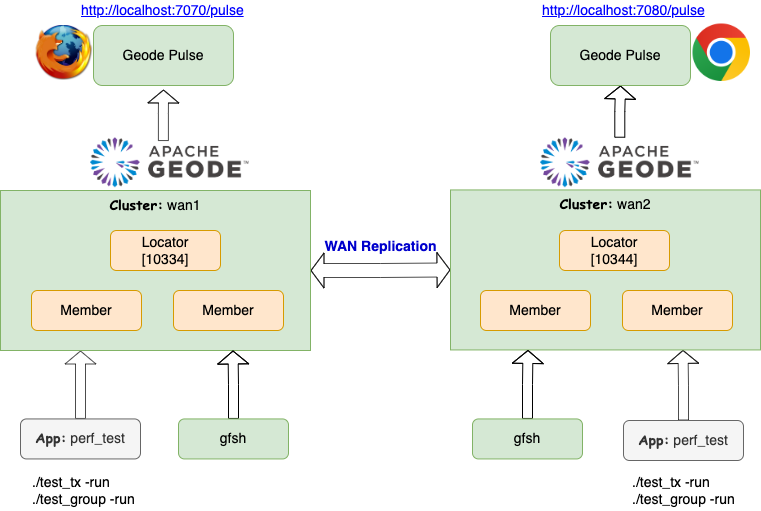 http://localhost:7070/pulse
http://localhost:7080/pulse
Geode Pulse
Geode Pulse
APACHE
GEODE™
APACHE
GEODE™
Cluster: wan1
Cluster: wan2
Locator
[10334]
WAN Replication
Locator
[10344]
Member
Member
Member
Member
App: perf_test
gfsh
gfsh
App: perf_test
./test_tx -run
./test_group -run
./test_tx -run
./test_group -run